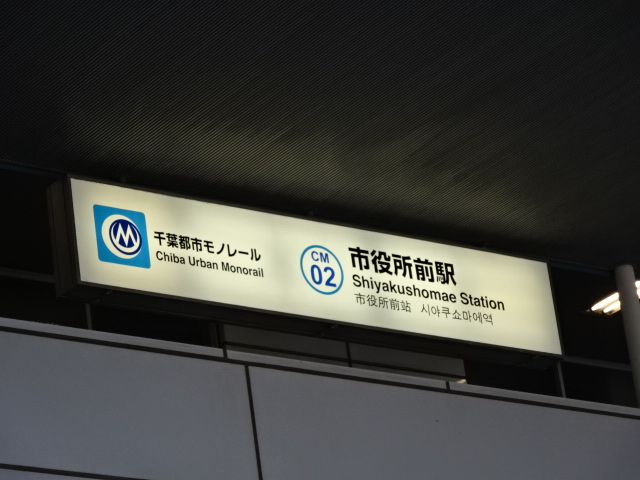 千葉都市モノレール
Chiba Urban Monorail
CM
02
市役所前駅
Shiyakushomae Station
市役所前站 시야쿠쇼마에역